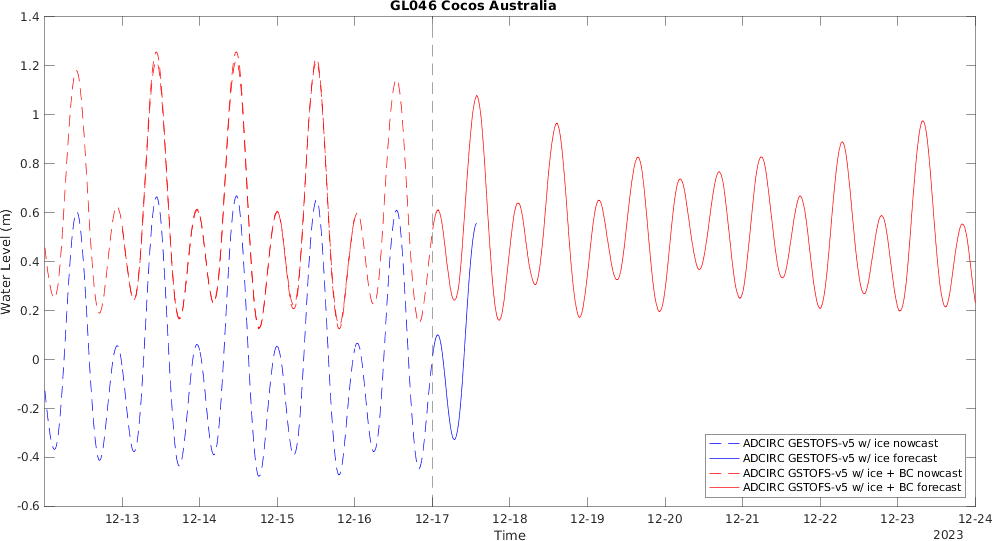 GL046 Cocos Australia
1.4
1.2
1
0.8
0.6
0.4
0.2
0
-0.2
-0.4
-0.6
Water Level (m)
ADCIRC GESTOFS-v5 w/ ice nowcast
ADCIRC GESTOFS-v5 w/ ice forecast
ADCIRC GSTOFS-v5 w/ ice + BC nowcast
ADCIRC GSTOFS-v5 w/ ice + BC forecast
12-13 12-14 12-15 12-16 12-17 12-18 12-19 12-20 12-21 12-22 12-23 12-24
Time
2023